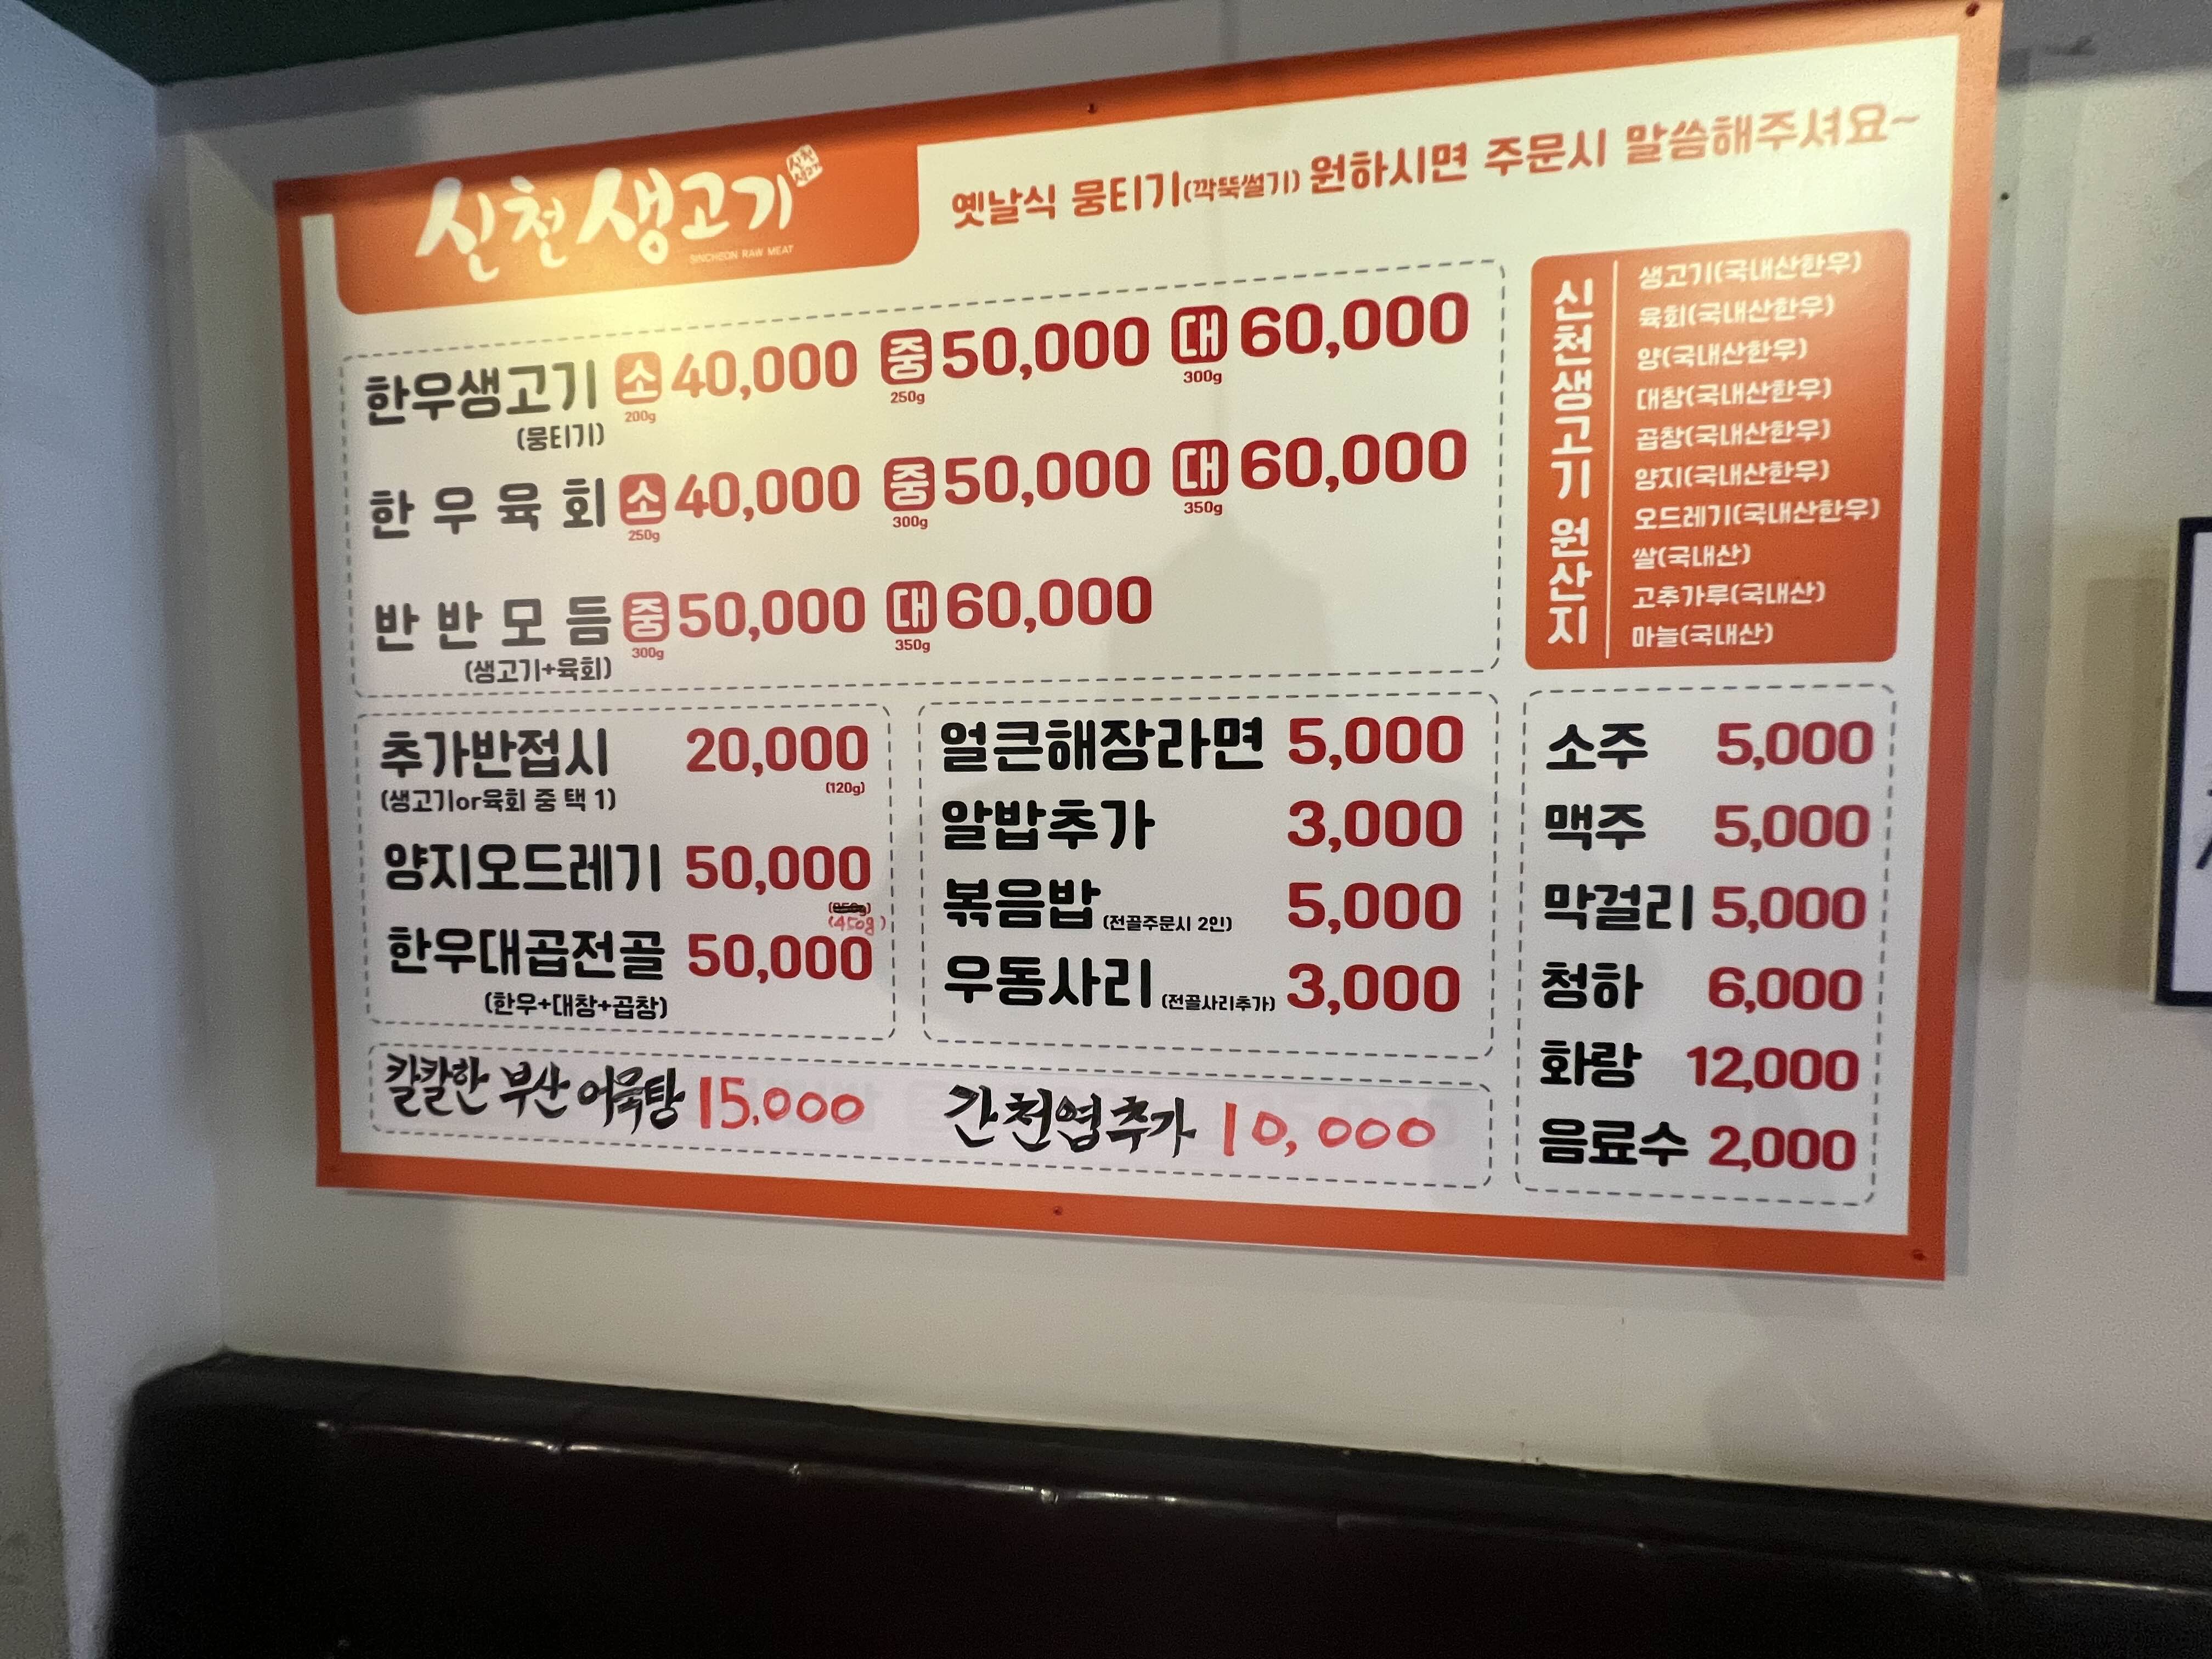 신천생고기
SINCHEON RAW MEAT
옛날식 뭉티기(깍뚝썰기) 원하시면 주문시 말씀해주셔요~
한우생고기 소 40,000 중 50,000 대 60,000
(뭉티기) 200g 250g 300g
한우육회 소 40,000 중 50,000 대 60,000
250g 300g 350g
반반모듬 중 50,000 대 60,000
(생고기+육회) 300g 350g
신천생고기 원산지
생고기(국내산한우)
육회(국내산한우)
양(국내산한우)
대창(국내산한우)
곱창(국내산한우)
양지(국내산한우)
오드레기(국내산한우)
쌀(국내산)
고추가루(국내산)
마늘(국내산)
추가반접시 20,000
(생고기or육회 중 택 1) (120g)
양지오드레기 50,000
(450g)
한우대곱전골 50,000
(한우+대창+곱창)
얼큰해장라면 5,000
알밥추가 3,000
볶음밥 (전골주문시 2인) 5,000
우동사리 (전골사리추가) 3,000
소주 5,000
맥주 5,000
막걸리 5,000
청하 6,000
화랑 12,000
음료수 2,000
칼칼한 부산어묵탕 15,000
간천엽추가 10,000